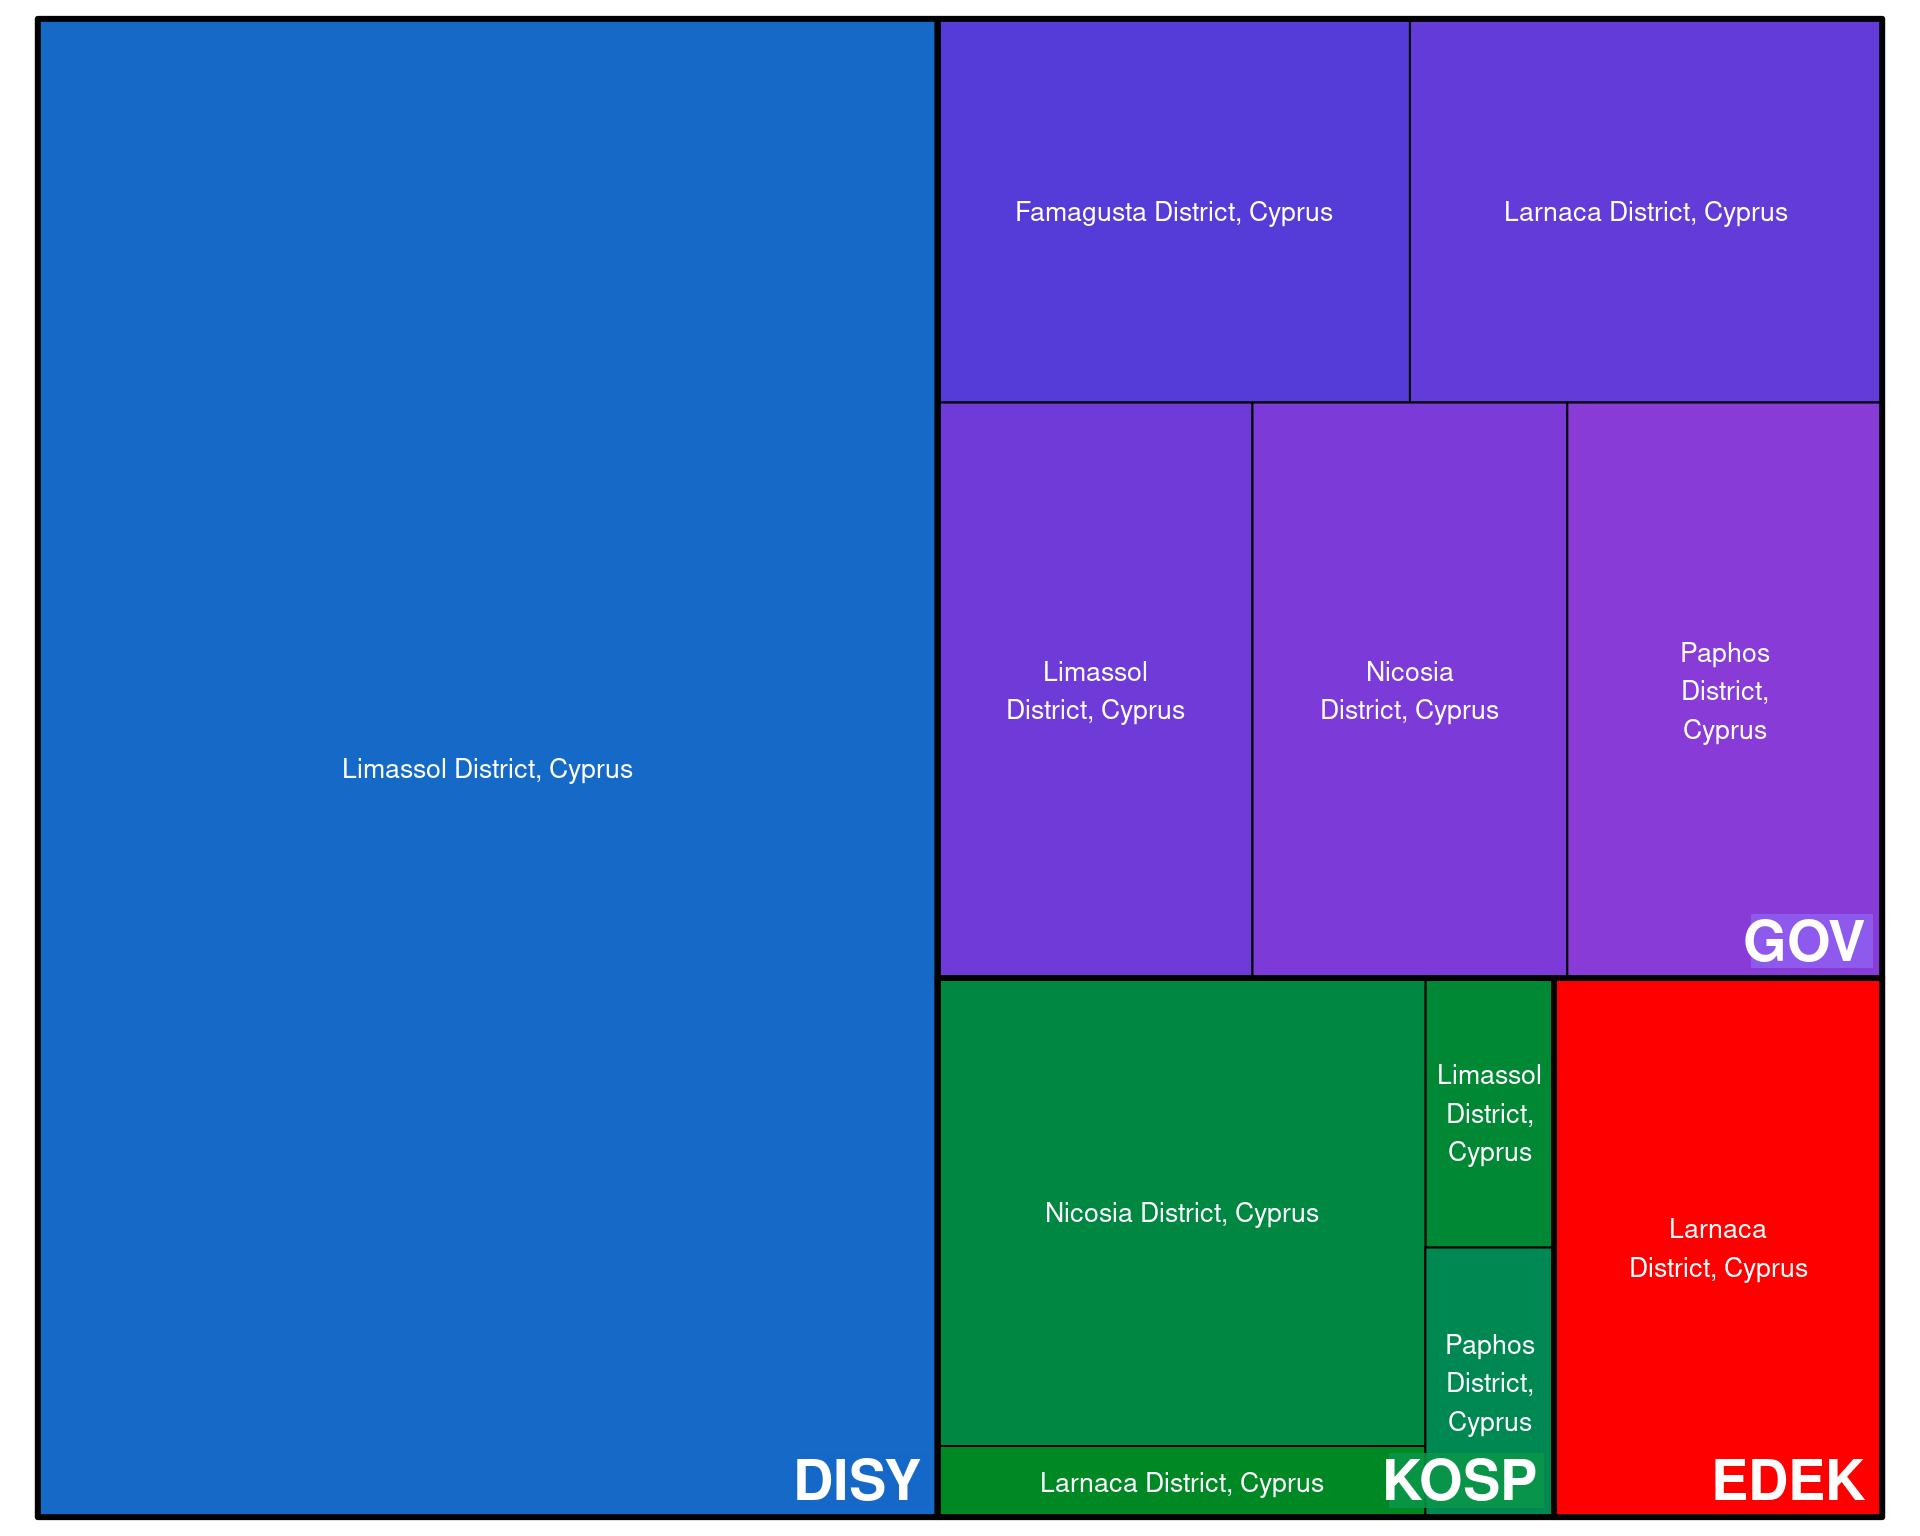 Limassol District, Cyprus
DISY
Famagusta District, Cyprus
Larnaca District, Cyprus
Limassol
District, Cyprus
Nicosia
District, Cyprus
Paphos
District,
Cyprus
GOV
Nicosia District, Cyprus
Limassol
District,
Cyprus
Larnaca District, Cyprus
Paphos
District,
Cyprus
KOSP
Larnaca
District, Cyprus
EDEK